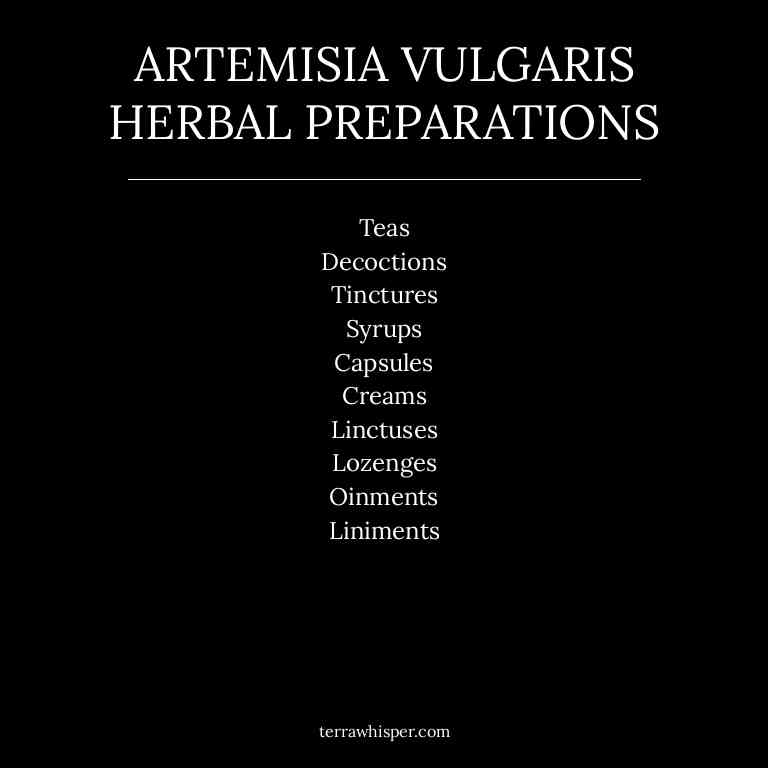 ARTEMISIA VULGARIS
HERBAL PREPARATIONS
Teas
Decoctions
Tinctures
Syrups
Capsules
Creams
Linctuses
Lozenges
Oinments
Liniments
terrawhisper.com